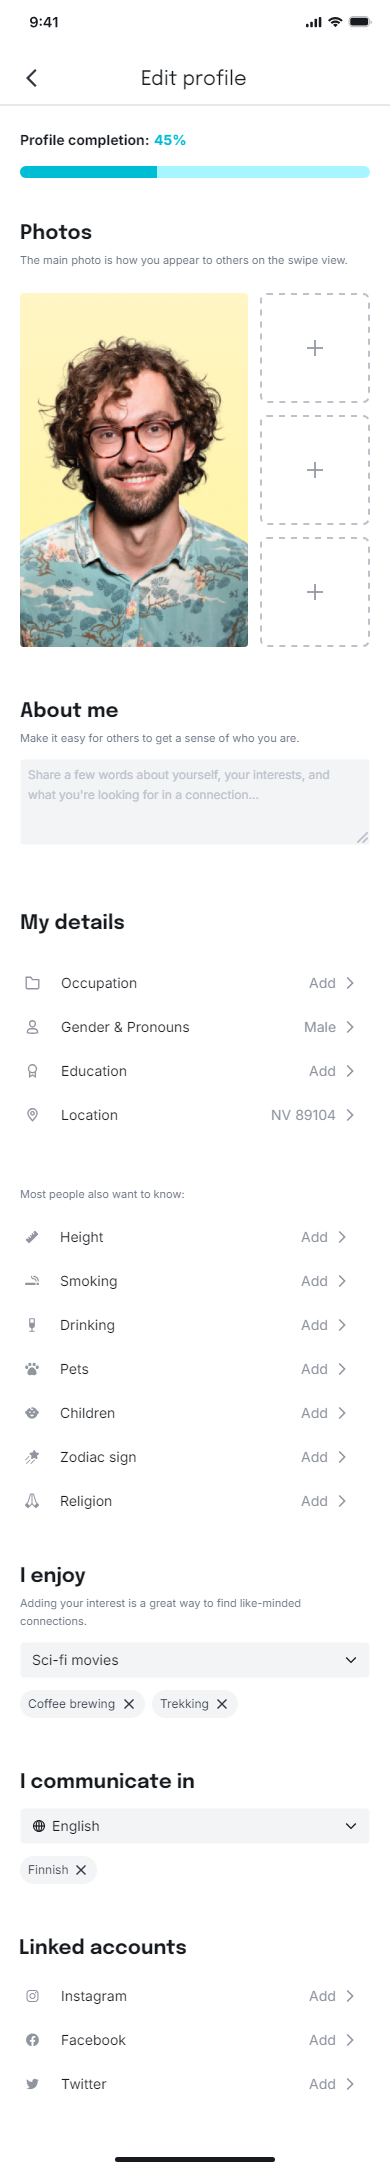 9:41
Edit profile
Profile completion: 45%
Photos
The main photo is how you appear to others on the swipe view.
About me
Make it easy for others to get a sense of who you are.
Share a few words about yourself, your interests, and
what you're looking for in a connection...
My details
Occupation Add
Gender & Pronouns Male
Education Add
Location NV 89104
Most people also want to know:
Height Add
Smoking Add
Drinking Add
Pets Add
Children Add
Zodiac sign Add
Religion Add
I enjoy
Adding your interest is a great way to find like-minded
connections.
Sci-fi movies
Coffee brewing Trekking
I communicate in
English
Finnish
Linked accounts
Instagram Add
Facebook Add
Twitter Add